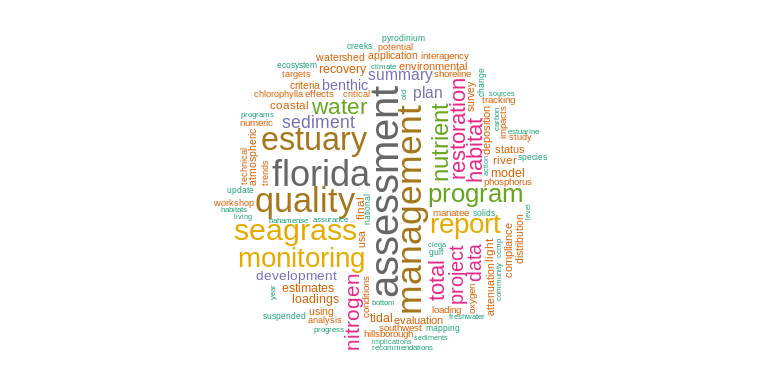 pyrodinium
creeks
potential
watershed
application
interagency
ecosystem
recovery
climate
environmental
targets
summary
shoreline
criteria
benthic
critical
old
plan
survey
change
sources
chlorophyll
effects
coastal
water
tracking
programs
numeric
sediment
nutrient
restoration
habitat
deposition
carbon
impacts
estuarine
study
technical
atmospheric
estuary
assessment
management
status
species
trends
florida
river
action
model
phosphorus
update
quality
program
workshop
final
national
habitats
living
bahamense
assurance
manatee
solids
level
seagrass
report
usa
ciega
gulf
monitoring
total
project
data
light
attenuation
community
ccmp
compliance
distribution
development
year
estimates
conditions
oxygen
loadings
bottom
nitrogen
using
loading
suspended
analysis
tidal
evaluation
freshwater
progress
southwest
mapping
hillsborough
sediments
implications
recommendations